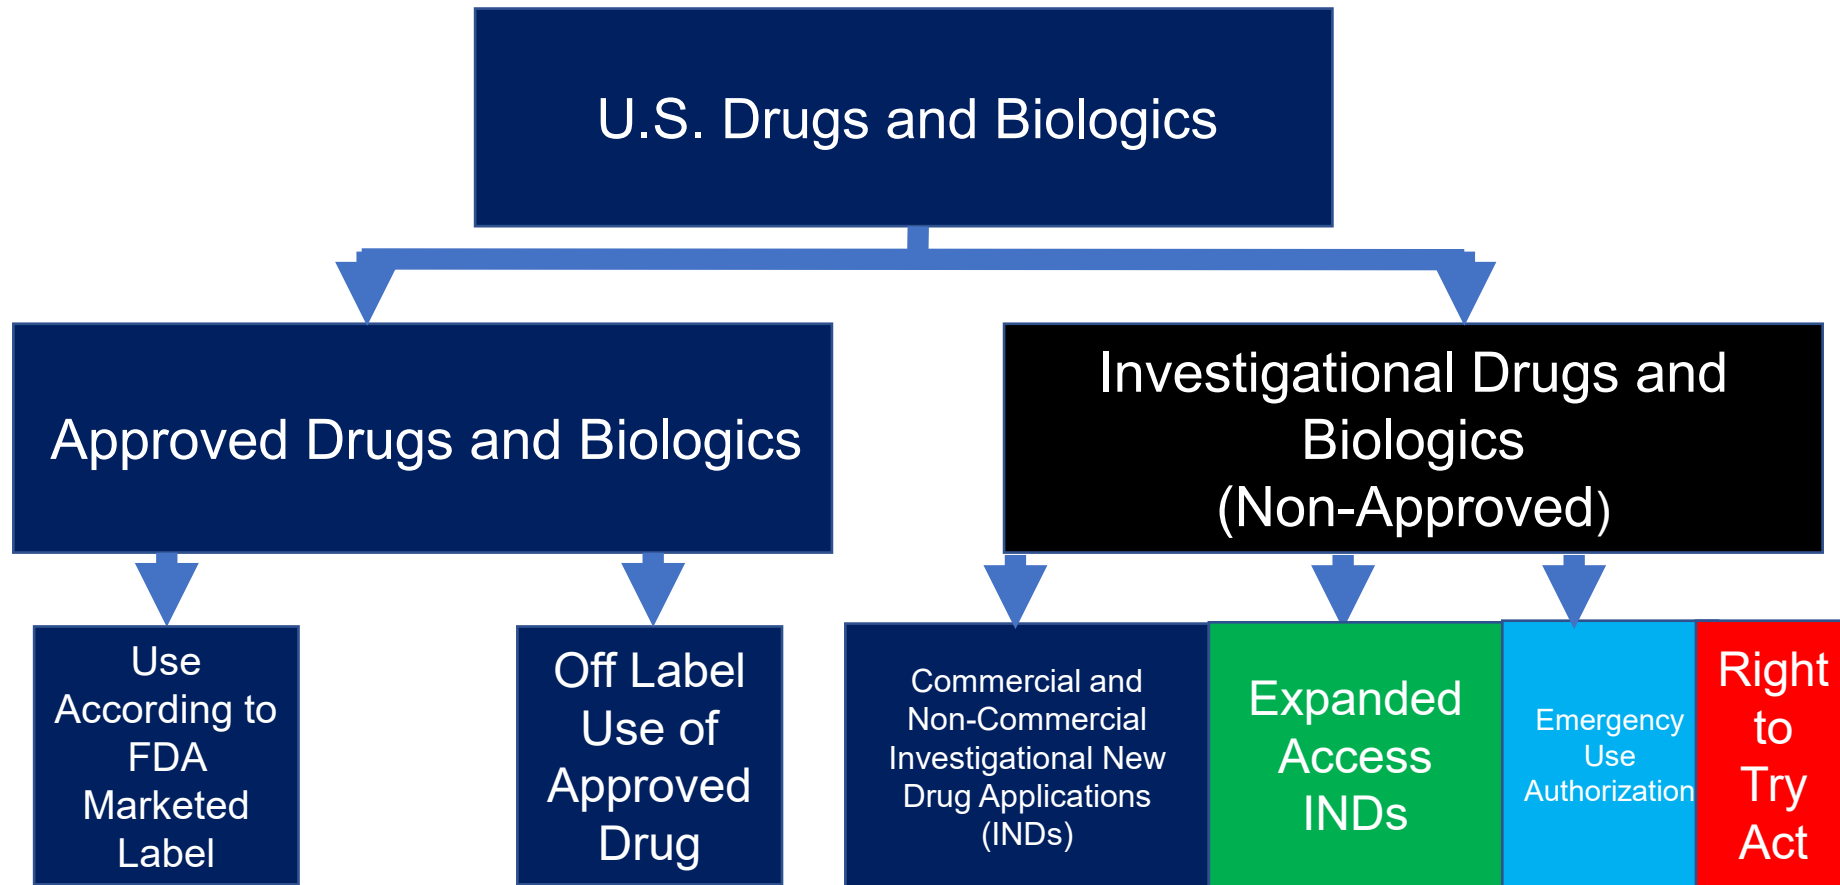 U.S. Drugs and Biologics
Approved Drugs and Biologics
Investigational Drugs and
Biologics
(Non-Approved)
Use
According to
FDA
Marketed
Label
Off Label
Use of
Approved
Drug
Commercial and
Non-Commercial
Investigational New
Drug Applications
(INDs)
Expanded
Access
INDs
Emergency
Use
Authorization
Right
to
Try
Act